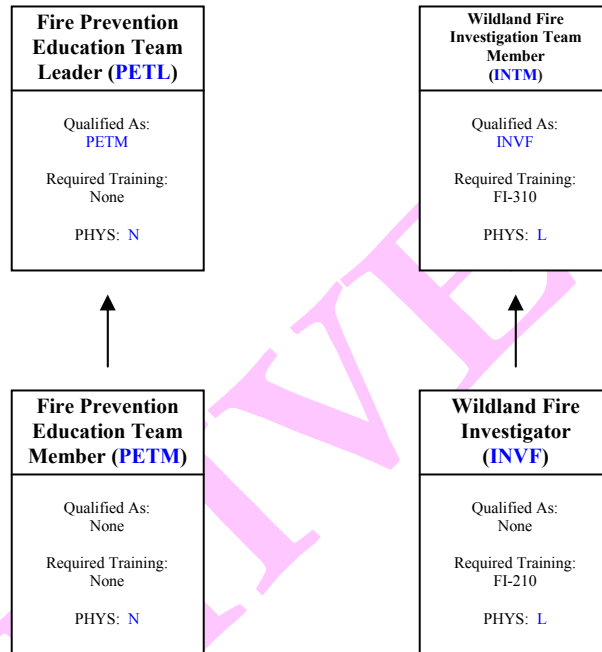 Fire Prevention
Education Team
Leader (PETL)
Qualified As:
PETM
Required Training:
None
PHYS: N
Wildland Fire
Investigation Team
Member
(INTM)
Qualified As:
INVF
Required Training:
FI-310
PHYS: L
Fire Prevention
Education Team
Member (PETM)
Qualified As:
None
Required Training:
None
PHYS: N
Wildland Fire
Investigator
(INVF)
Qualified As:
None
Required Training:
FI-210
PHYS: L
IVE